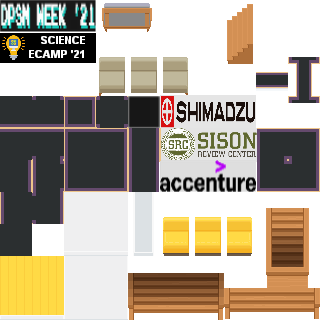 DPSM WEEK '21
SCIENCE
ECAMP '21
SHIMADZU
SRC
SISON
REVIEW CENTER
accenture